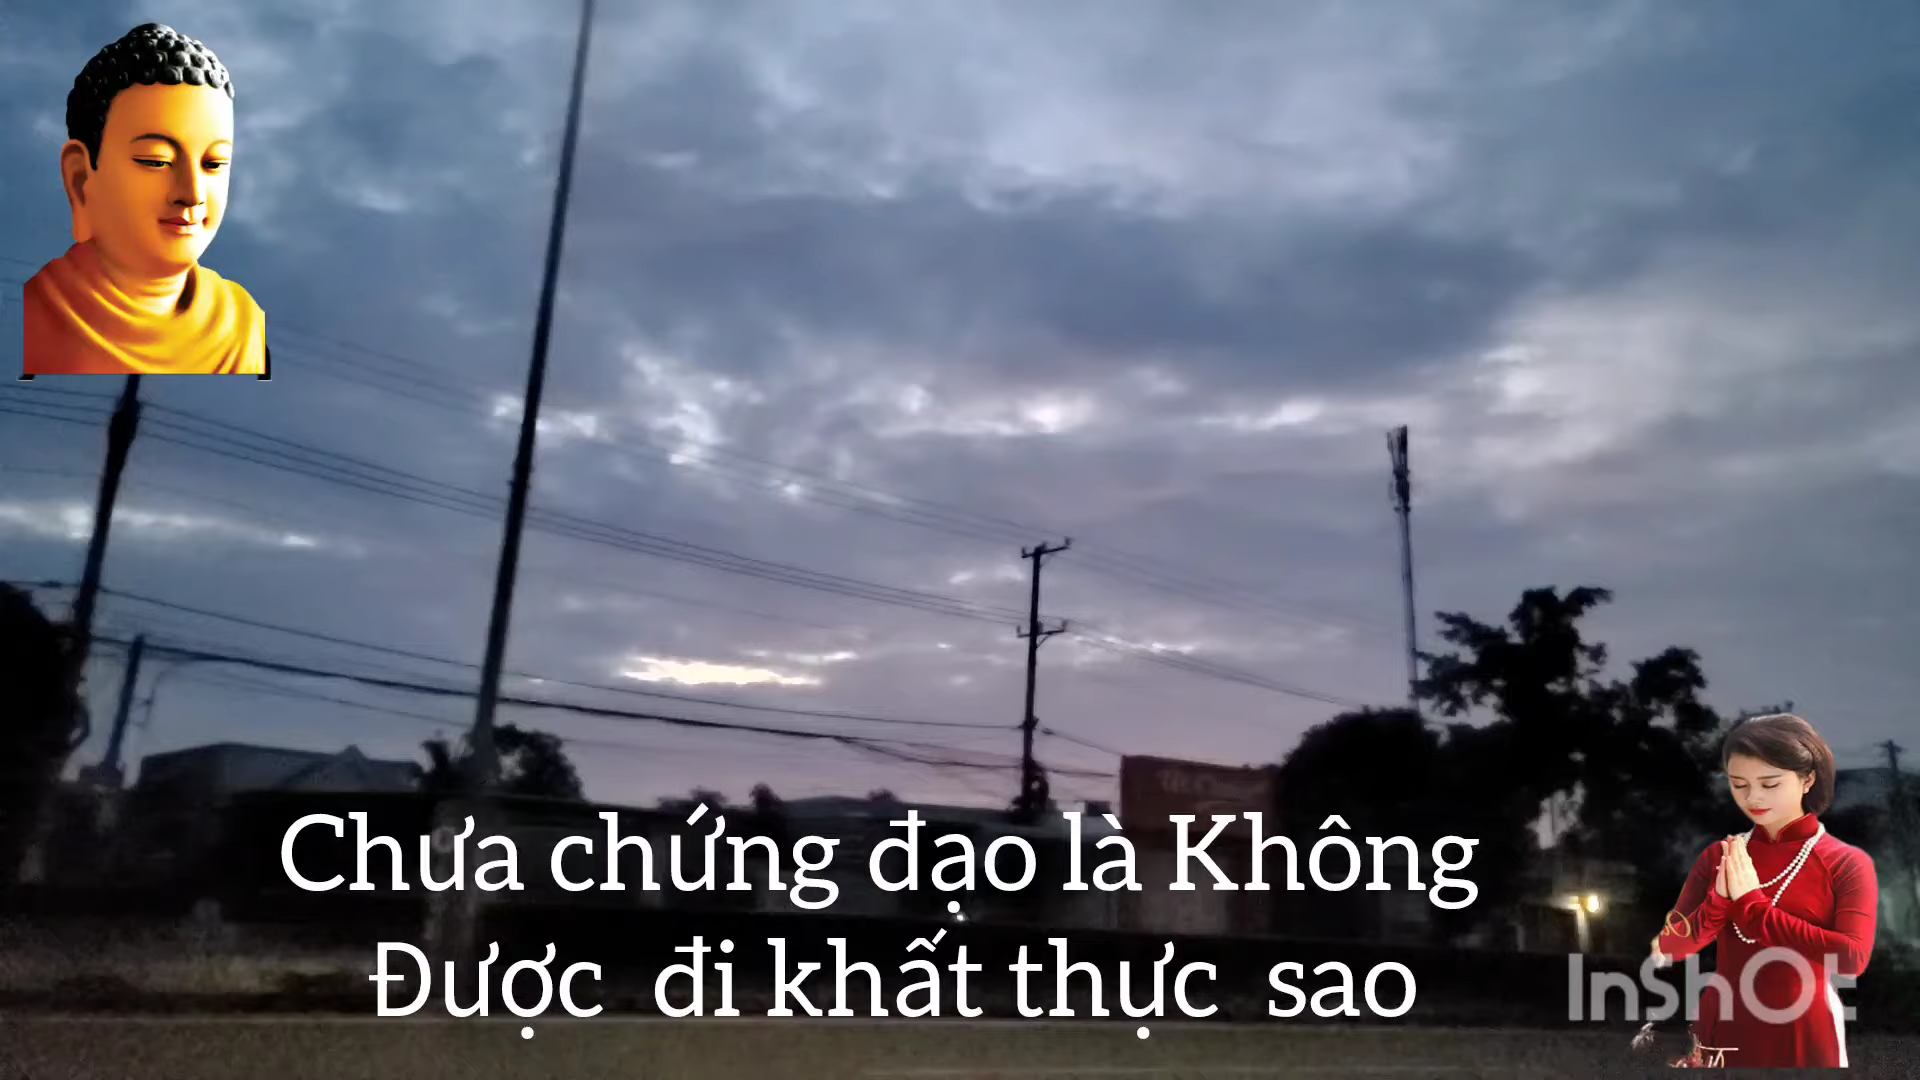 Chưa chứng đạo là Không
Được đi khất thực sao
InShOt